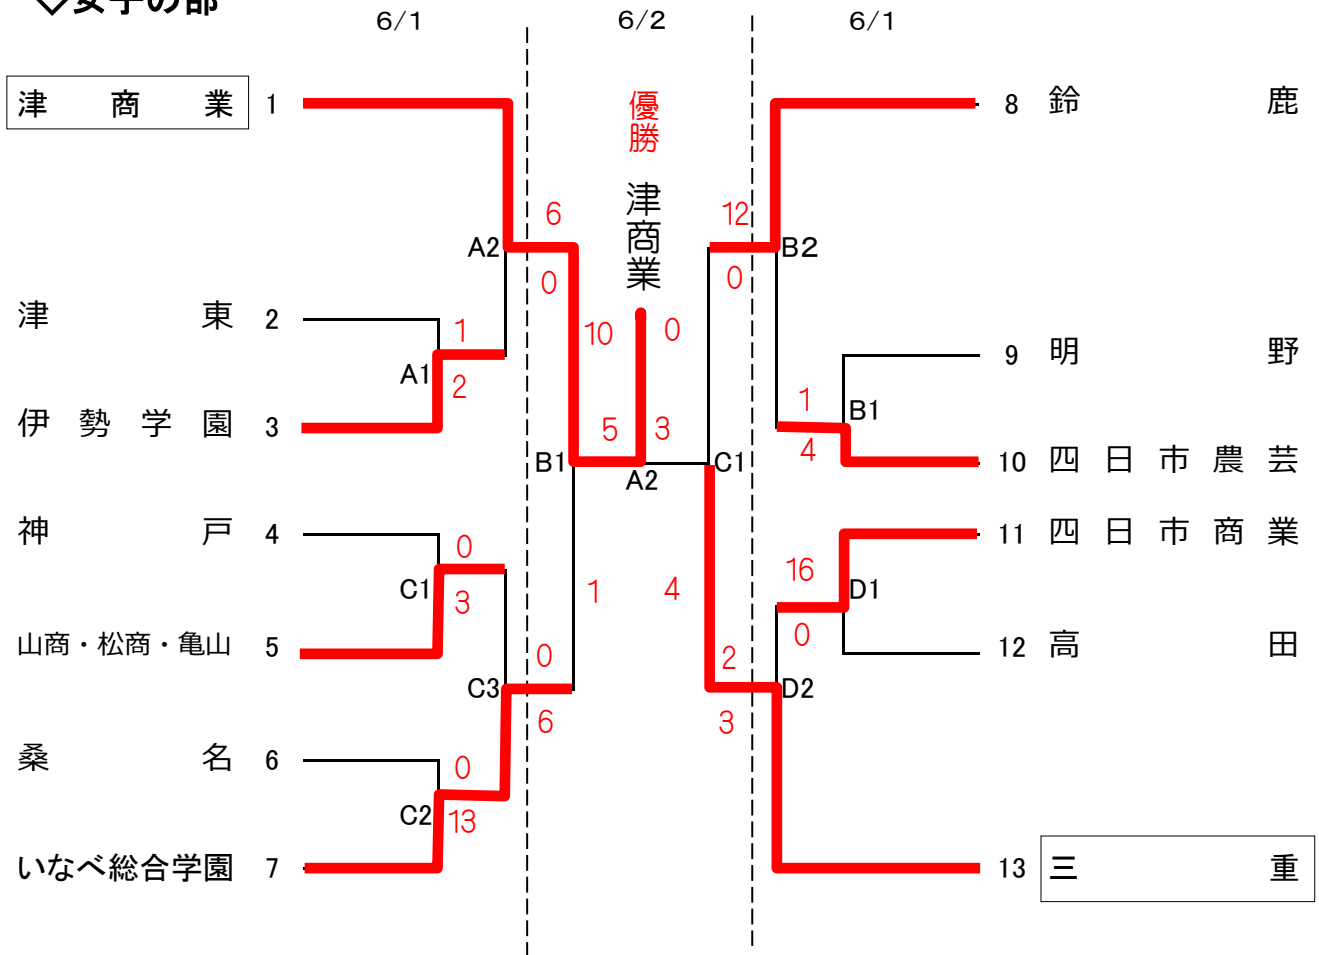 ◇女子の部
6/1
6/2
6/1
津商業 1
津東 2
伊勢学園 3
神戸 4
山商・松商・亀山 5
桑名 6
いなべ総合学園 7
A2
A1
1
2
C1
0
3
C3
C2
0
13
6
0
10
B1
1
0
6
優勝
津商業
0
5
3
A2
4
12
0
C1
2
3
B2
1
4
B1
16
0
D1
D2
8 鈴鹿
9 明野
10 四日市農芸
11 四日市商業
12 高田
13 三重